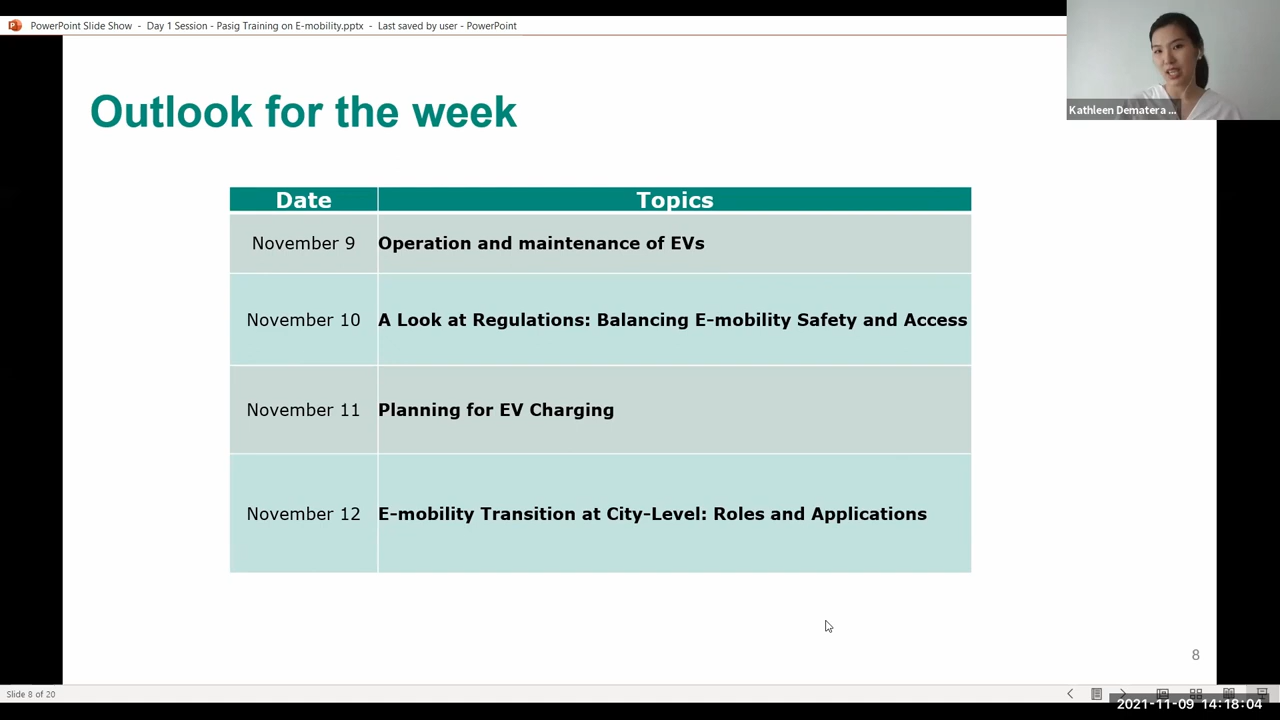 PowerPoint Slide Show - Day 1 Session - Pasig Training on E-mobility.pptx - Last saved by user - PowerPoint
Kathleen Dematera ...
Outlook for the week
Date Topics
November 9 Operation and maintenance of EVs
November 10 A Look at Regulations: Balancing E-mobility Safety and Access
November 11 Planning for EV Charging
November 12 E-mobility Transition at City-Level: Roles and Applications
8
Slide 8 of 20
2021-11-09 14:18:04